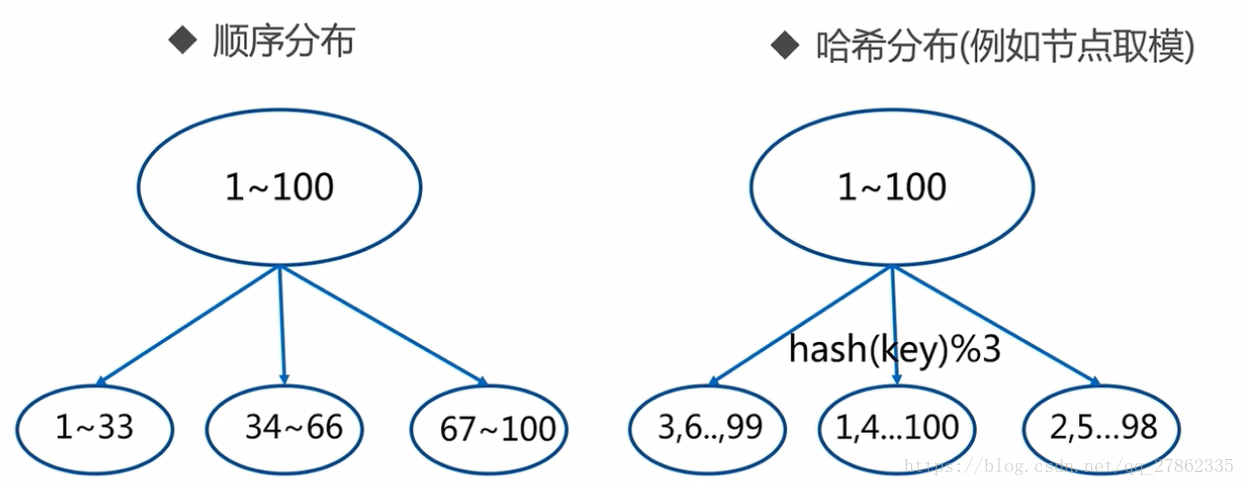 ◆ 顺序分布
1~100
1~33
34~66
67~100
◆ 哈希分布(例如节点取模)
1~100
hash(key)%3
3,6..,99
1,4...100
2,5...98
https://blog.csdn.net/qq_27862335